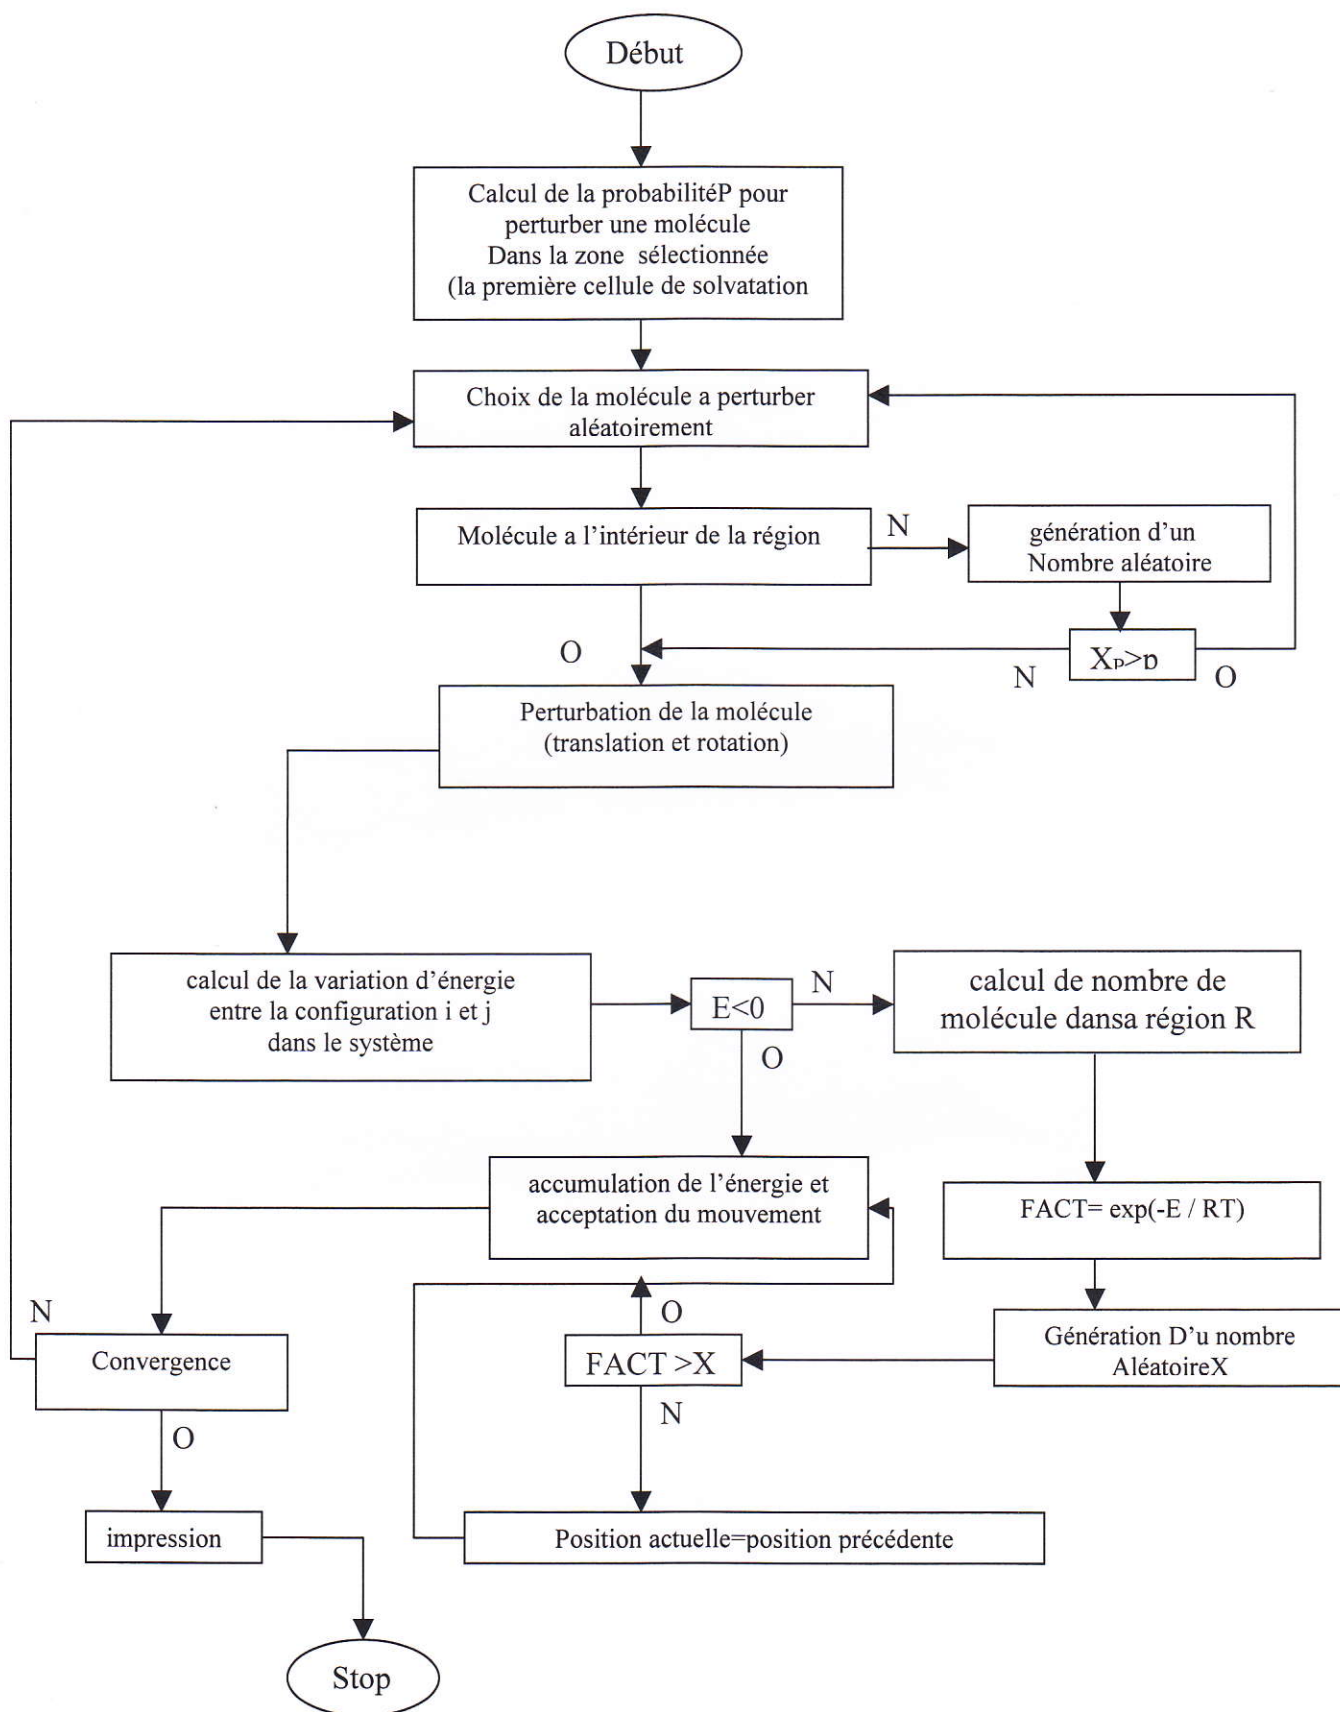 Début
Calcul de la probabilitéP pour
perturber une molécule
Dans la zone sélectionnée
(la première cellule de solvatation
Choix de la molécule a perturber
aléatoirement
Molécule a l'intérieur de la région
N
génération d'un
Nombre aléatoire
O
N
XP>p
O
Perturbation de la molécule
(translation et rotation)
calcul de la variation d'énergie
entre la configuration i et j
dans le système
E<0
N
calcul de nombre de
molécule dansa région R
O
accumulation de l'énergie et
acceptation du mouvement
FACT= exp(-E / RT)
N
O
Convergence
FACT >X
Génération D'u nombre
AléatoireX
N
O
impression
Position actuelle=position précédente
Stop